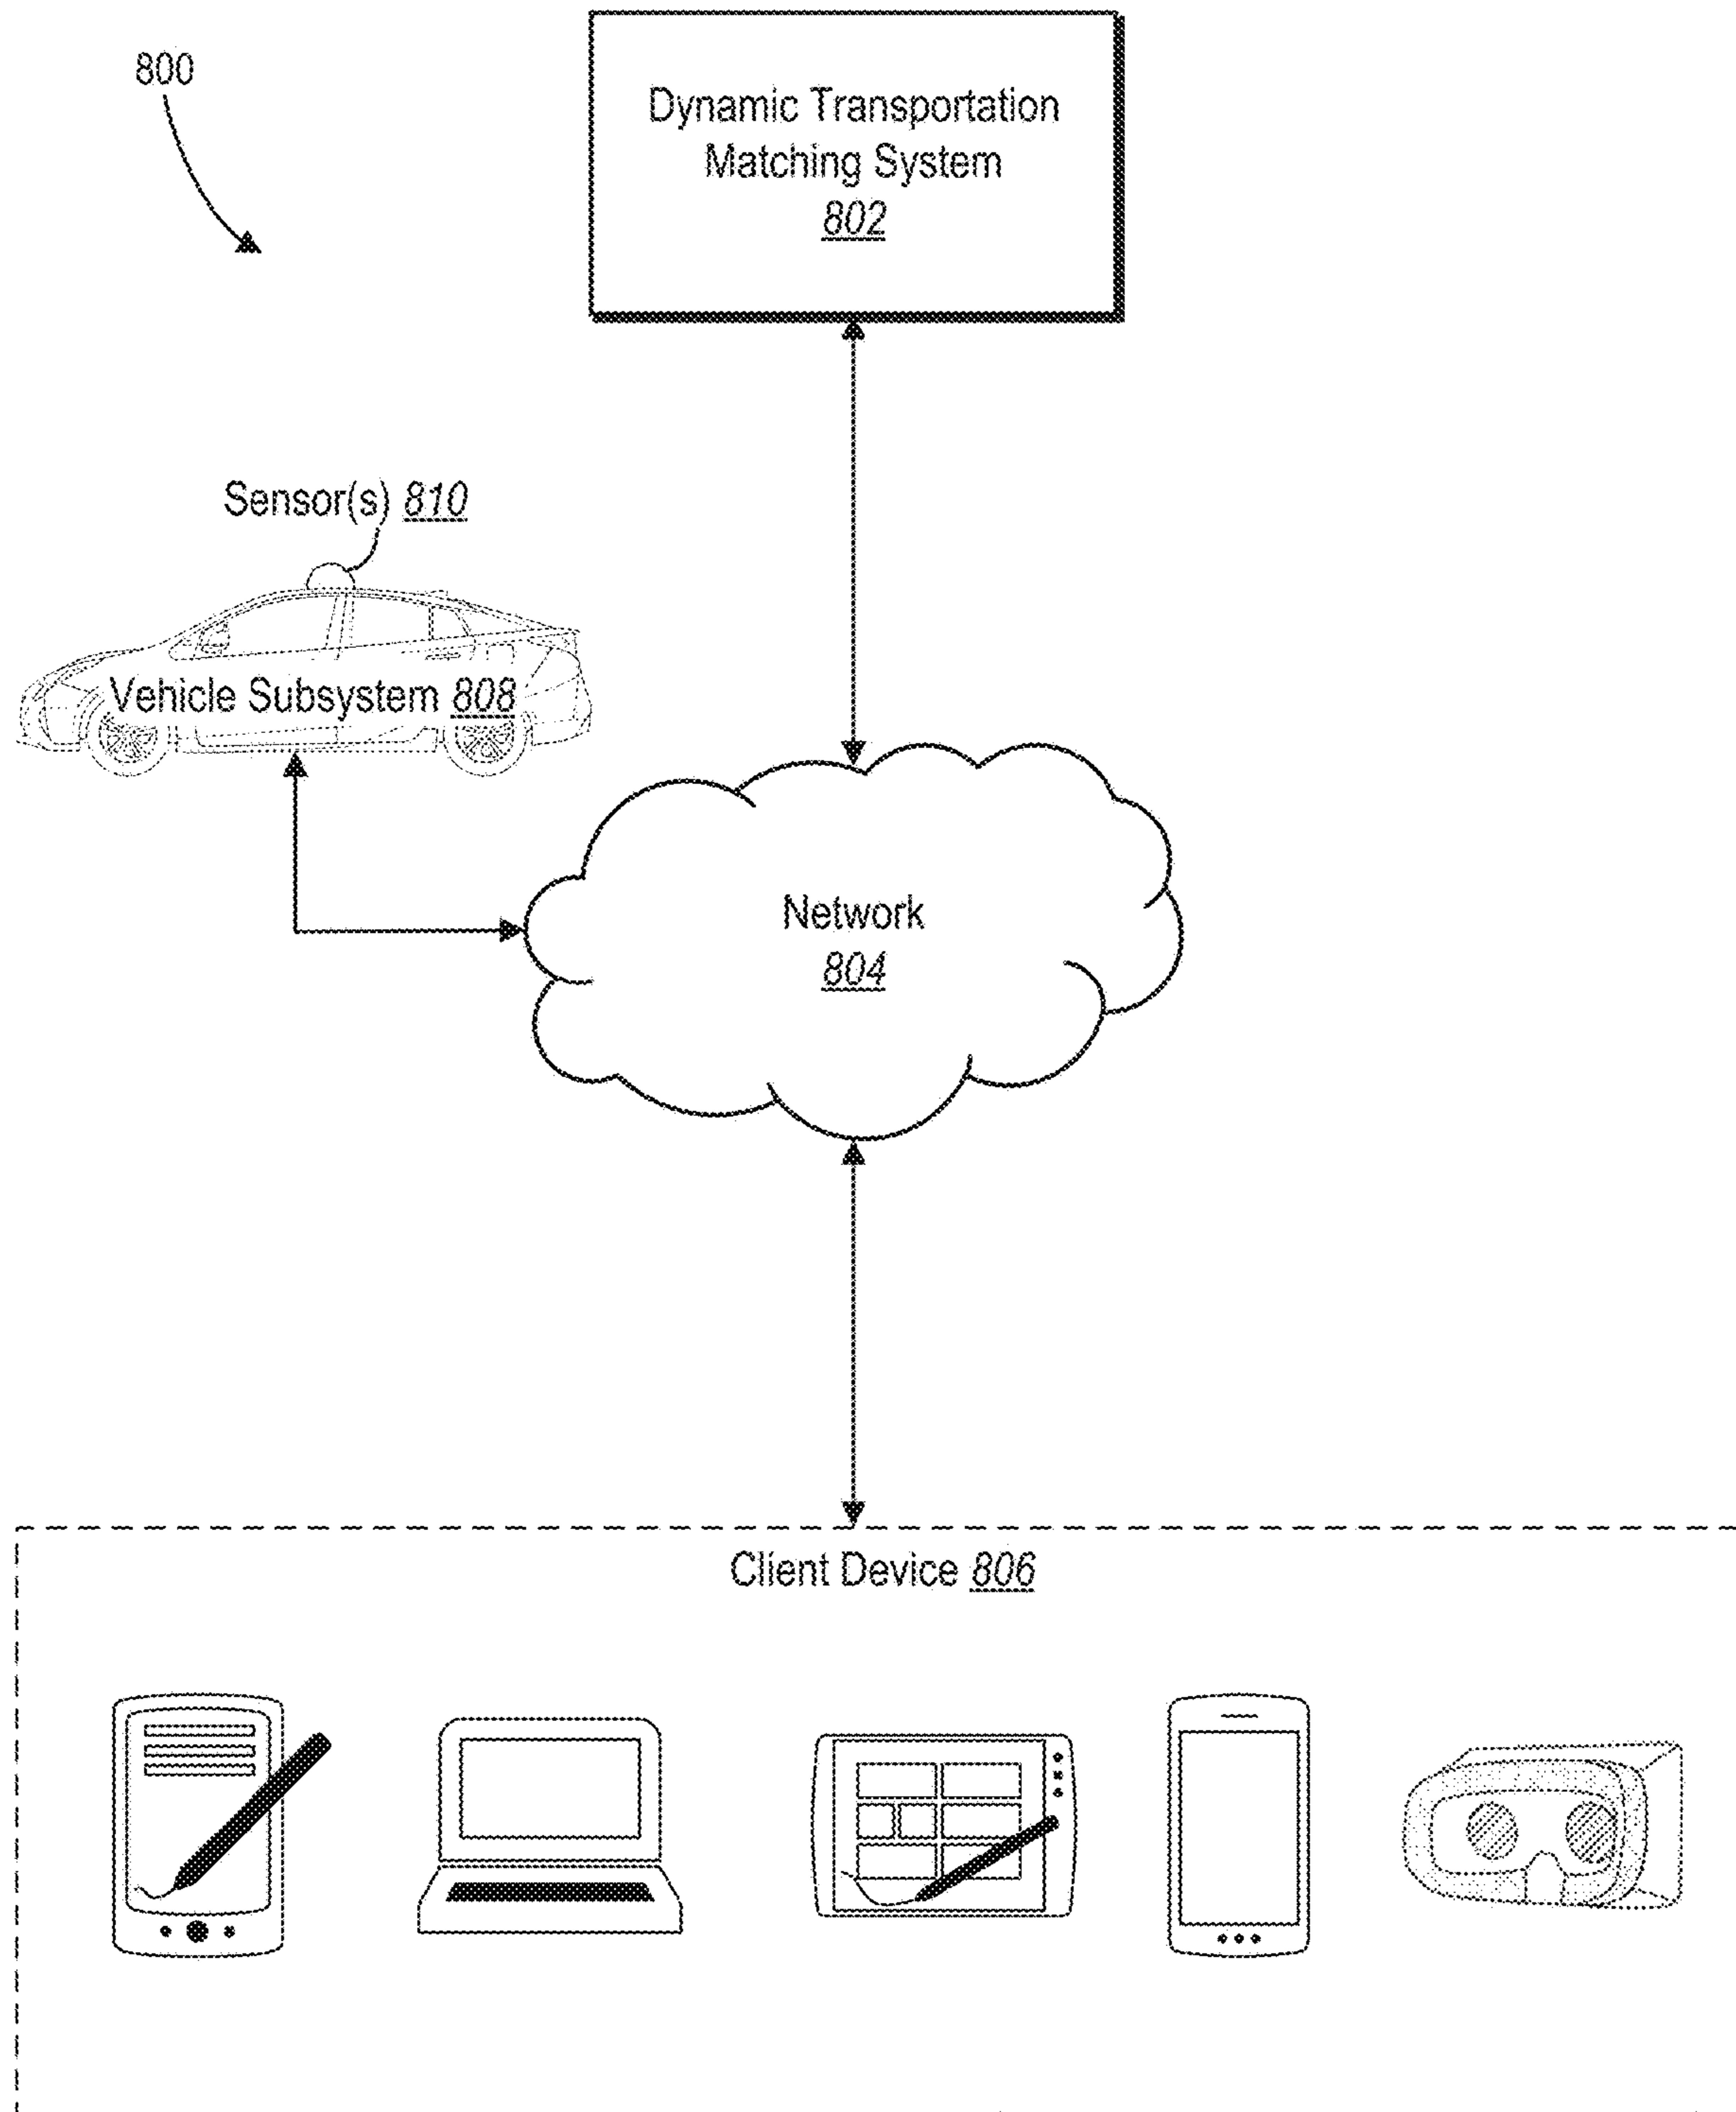 800
Dynamic Transportation
Matching System
802
Sensor(s) 810
Vehicle Subsystem 808
Network
804
Client Device 806